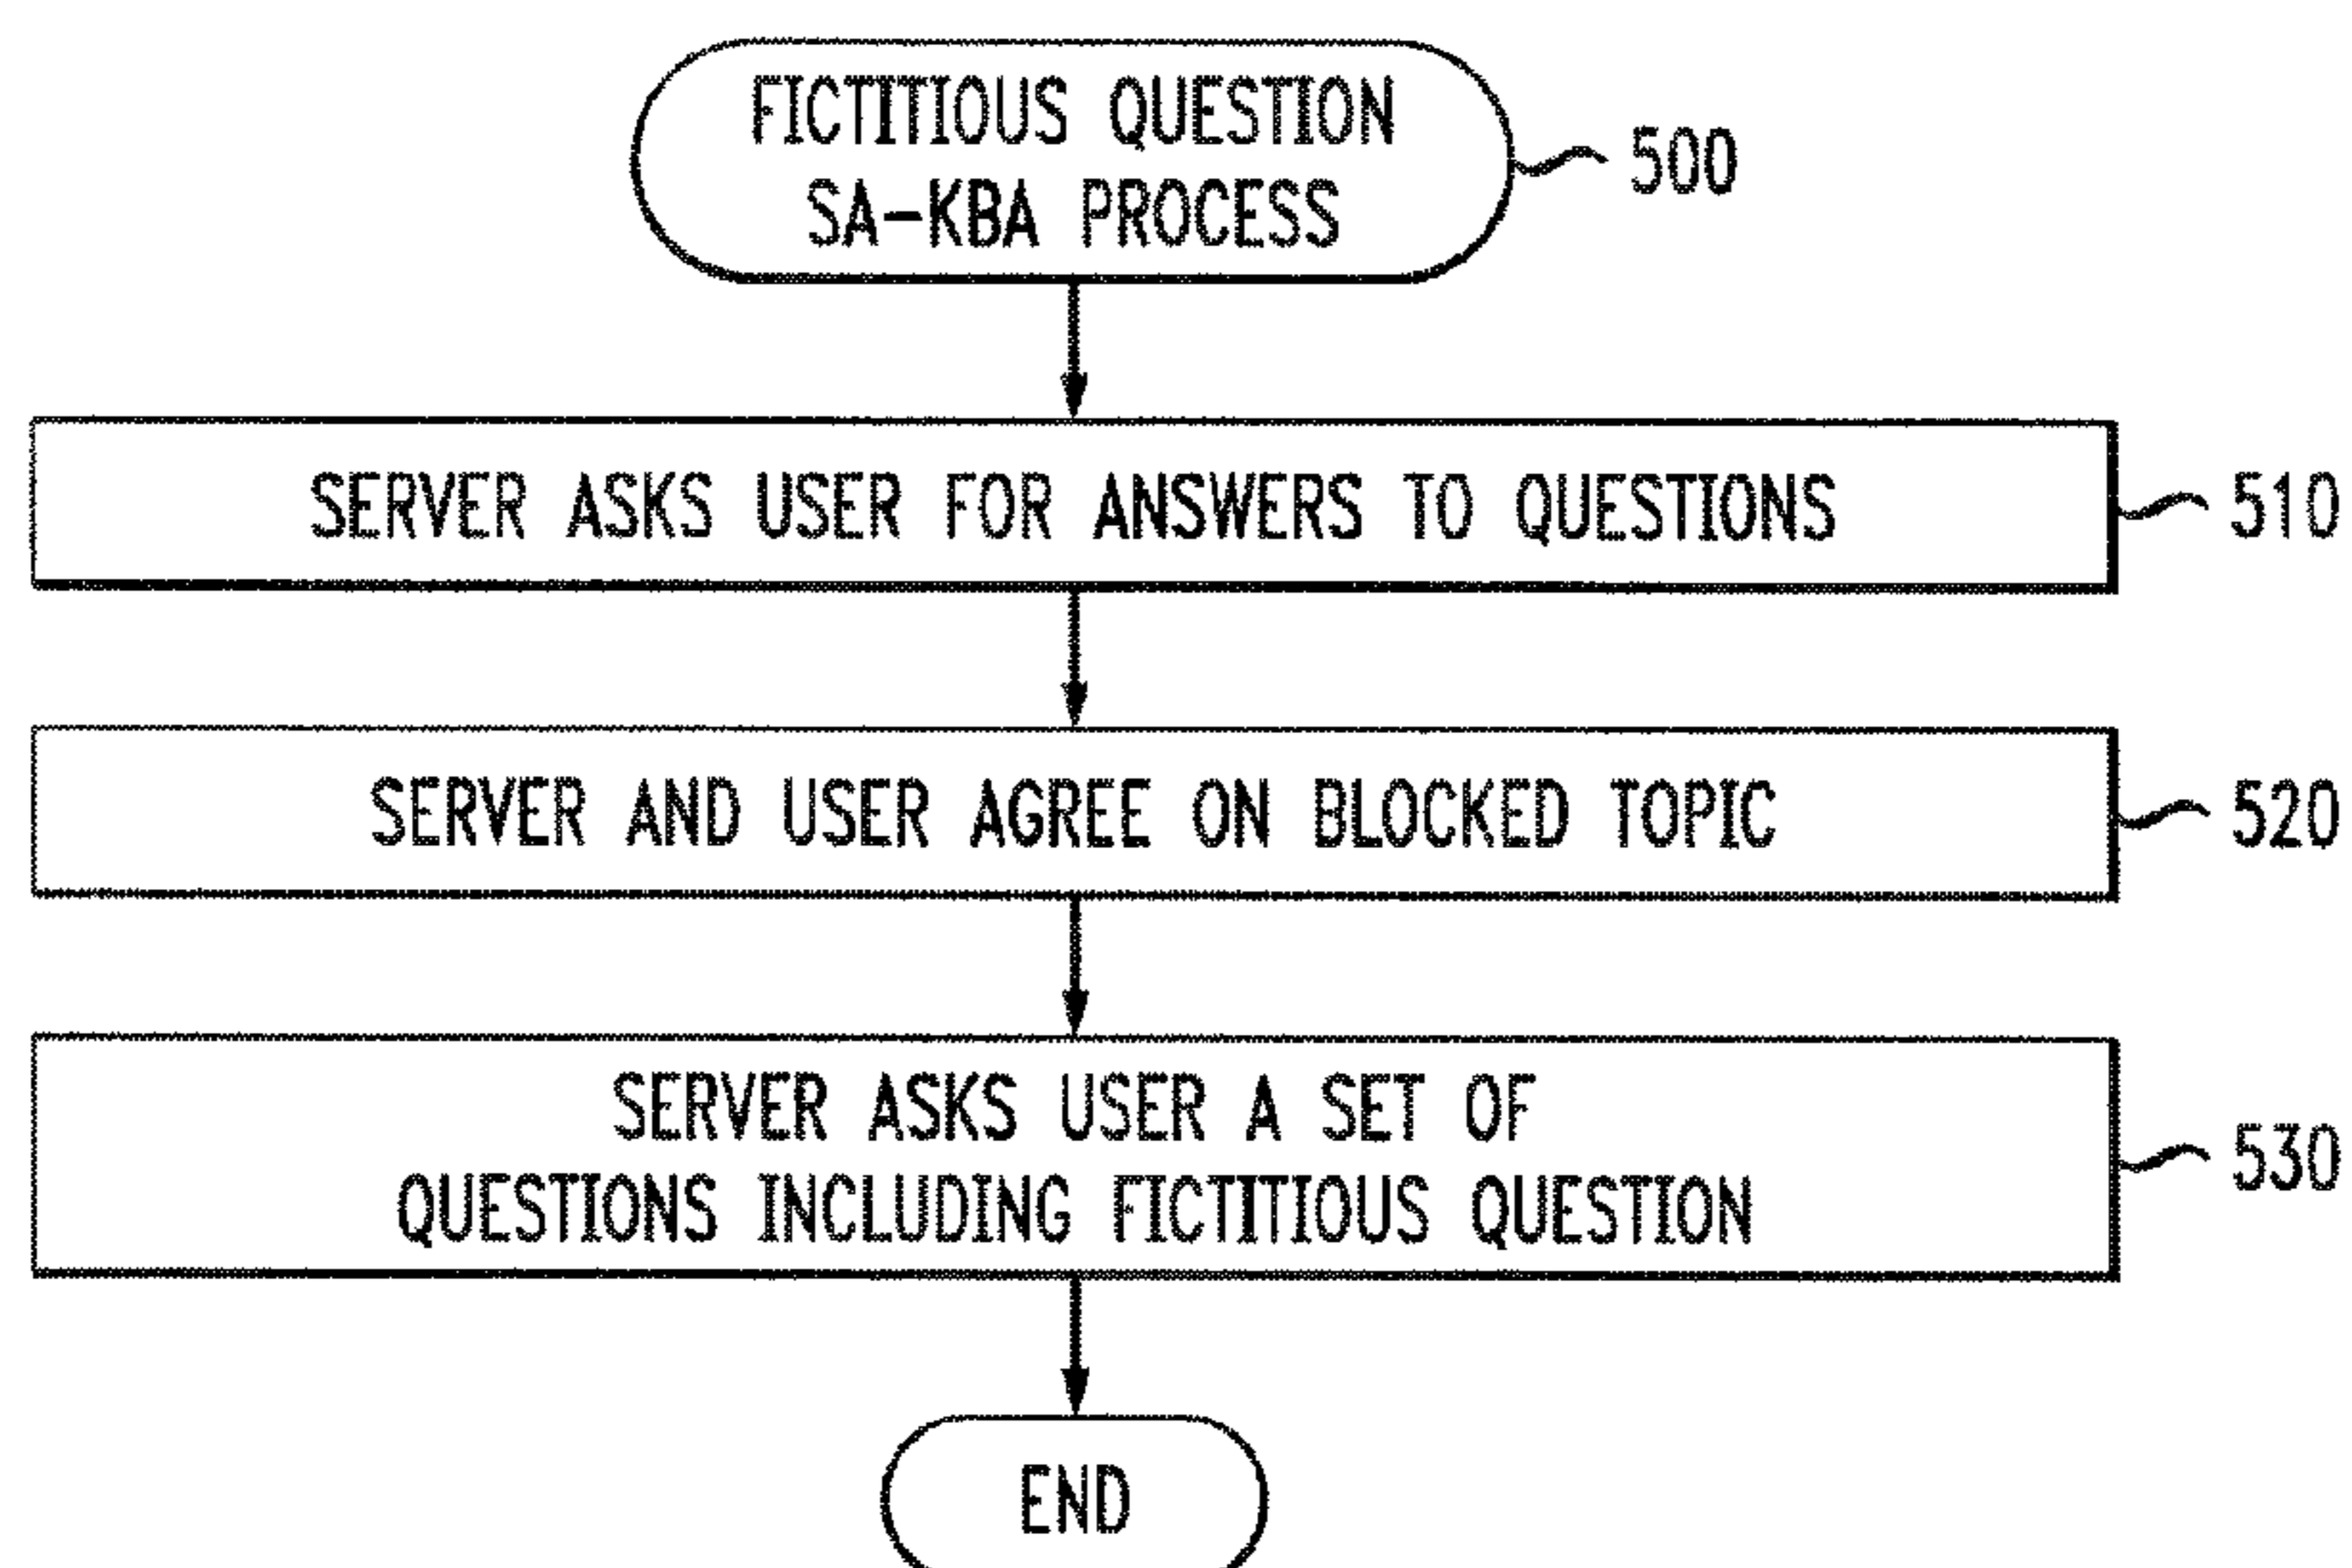 FICTITIOUS QUESTION
SA-KBA PROCESS
500
SERVER ASKS USER FOR ANSWERS TO QUESTIONS
510
SERVER AND USER AGREE ON BLOCKED TOPIC
520
SERVER ASKS USER A SET OF
QUESTIONS INCLUDING FICTITIOUS QUESTION
530
END